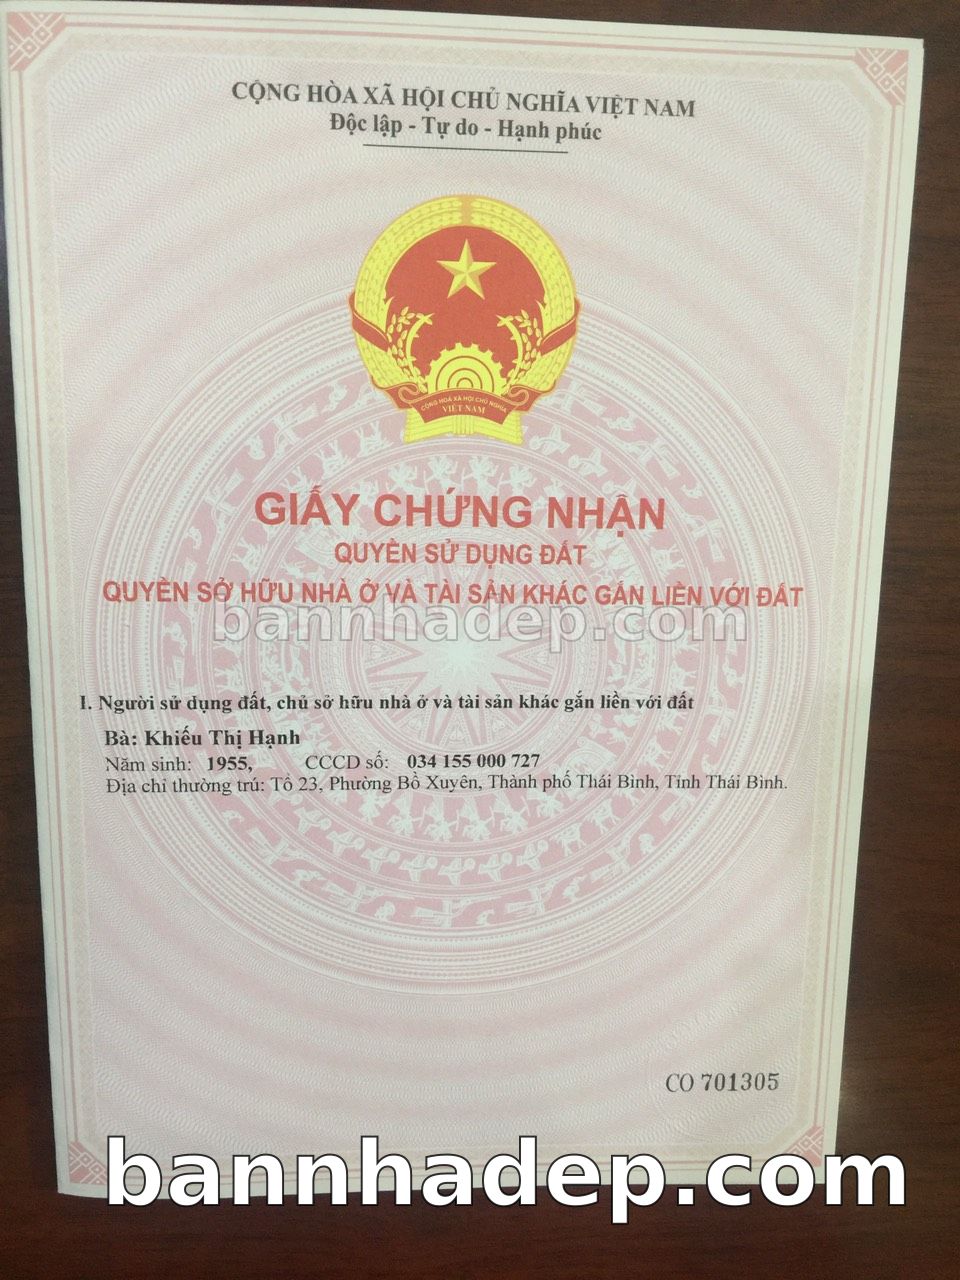 CỘNG HÒA XÃ HỘI CHỦ NGHĨA VIỆT NAM
Độc lập - Tự do - Hạnh phúc
CỘNG HOÀ XÃ HỘI CHỦ NGHĨA
VIỆT NAM
GIẤY CHỨNG NHẬN
QUYỀN SỬ DỤNG ĐẤT
QUYỀN SỞ HỮU NHÀ Ở VÀ TÀI SẢN KHÁC GẮN LIỀN VỚI ĐẤT
bannhadep.com
I. Người sử dụng đất, chủ sở hữu nhà ở và tài sản khác gắn liền với đất
Bà: Khiếu Thị Hạnh
Năm sinh: 1955, CCCD số: 034 155 000 727
Địa chỉ thường trú: Tổ 23, Phường Bồ Xuyên, Thành phố Thái Bình, Tỉnh Thái Bình.
CO 701305
bannhadep.com